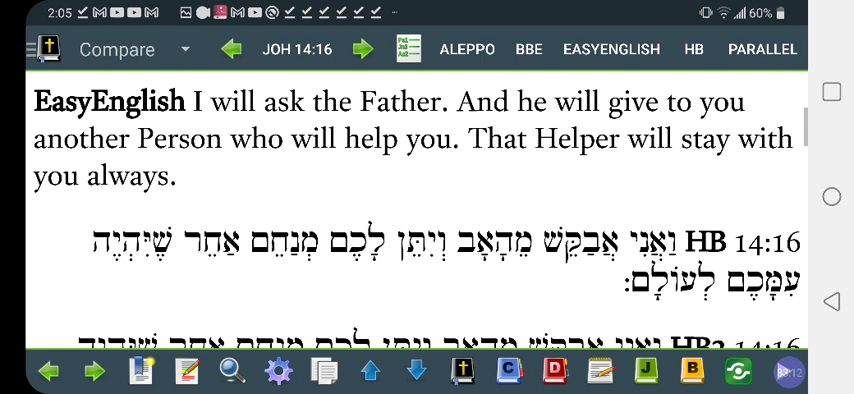 2:05 60%
Compare JOH 14:16 ALEPPO BBE EASYENGLISH HB PARALLEL
EasyEnglish I will ask the Father. And he will give to you
another Person who will help you. That Helper will stay with
you always.
HB 14:16 וַאֲנִי אֲבַקֵּשׁ מֵהָאָב וְיִתֵּן לָכֶם מְנַחֵם אַחֵר שֶׁיִּהְיֶה
עִמָּכֶם לְעוֹלָם׃